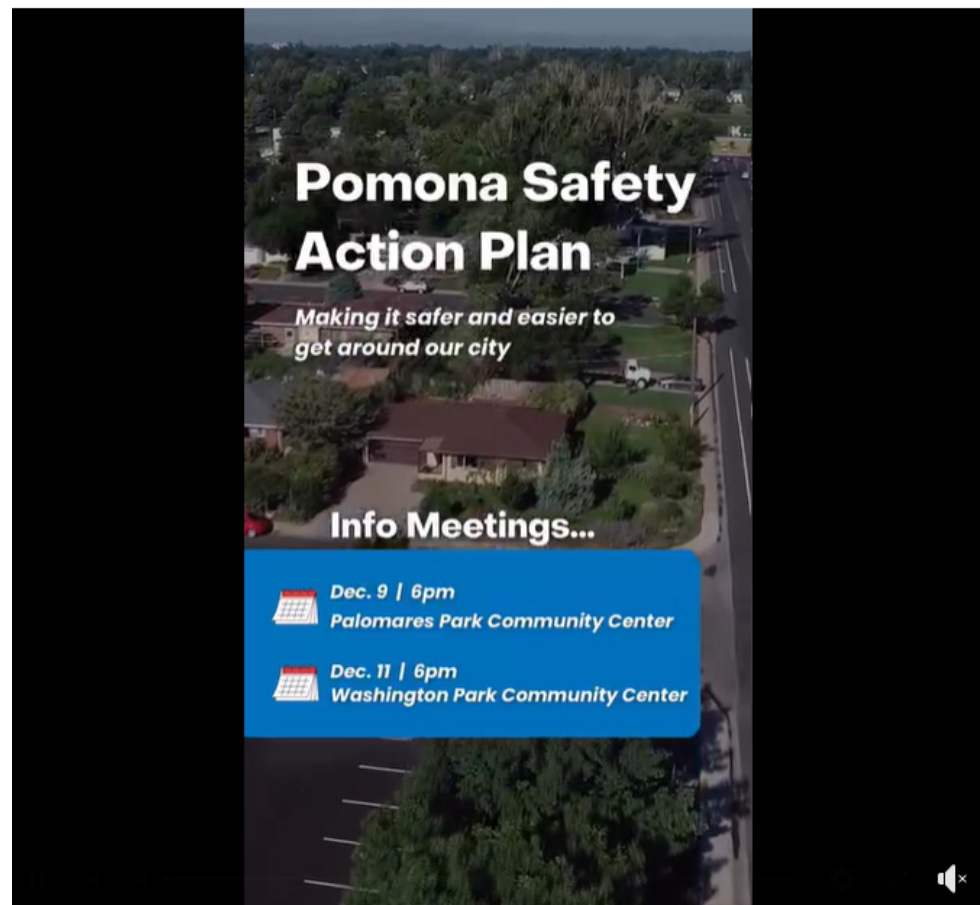 Pomona Safety
Action Plan
Making it safer and easier to
get around our city
Info Meetings...
Dec. 9 | 6pm
Palomares Park Community Center
Dec. 11 | 6pm
Washington Park Community Center